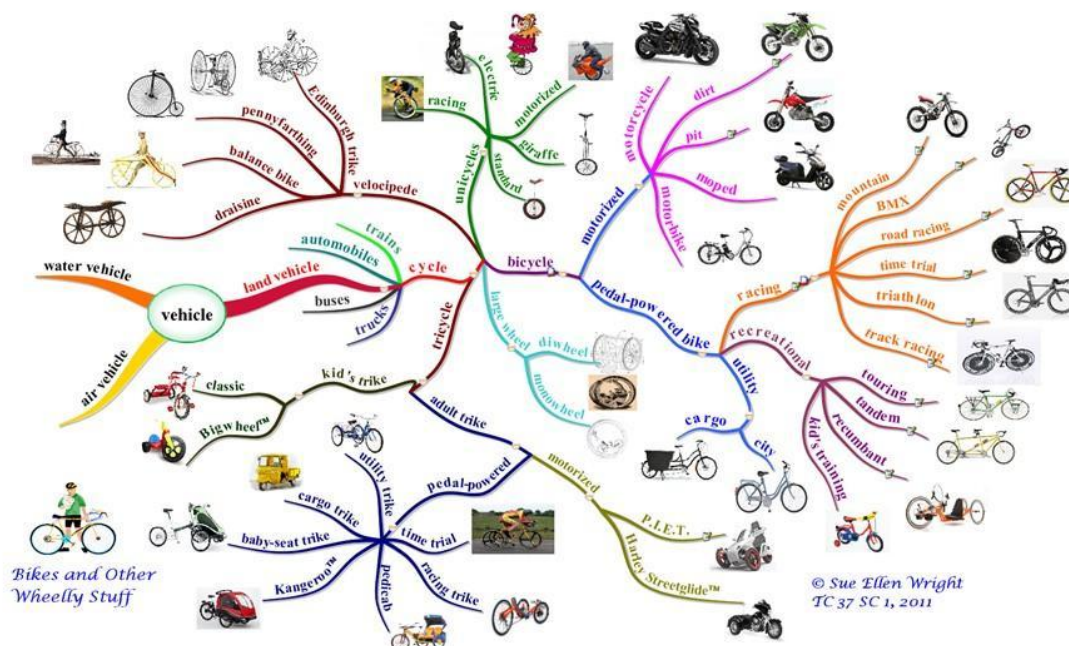 vehicle
water vehicle
land vehicle
air vehicle
trains
automobiles
buses
trucks
cycle
velocipede
Edinburgh trike
pennyfarthing
balance bike
draisine
unicycles
racing
electric
motorized
giraffe
standard
bicycle
motorized
motorcycle
dirt
pit
moped
motorbike
pedal-powered bike
racing
mountain
BMX
road racing
time trial
triathlon
track racing
recreational
touring
tandem
recumbant
kid's training
utility
cargo
city
large wheel
diwheel
monowheel
tricycle
kid's trike
classic
Bigwheel™
adult trike
pedal-powered
utility trike
cargo trike
baby-seat trike
Kangeroo™
pedicab
racing trike
time trial
motorized
P.I.E.T.
Harley Streetglide™
Bikes and Other
Wheelly Stuff
© Sue Ellen Wright
TC 37 SC 1, 2011